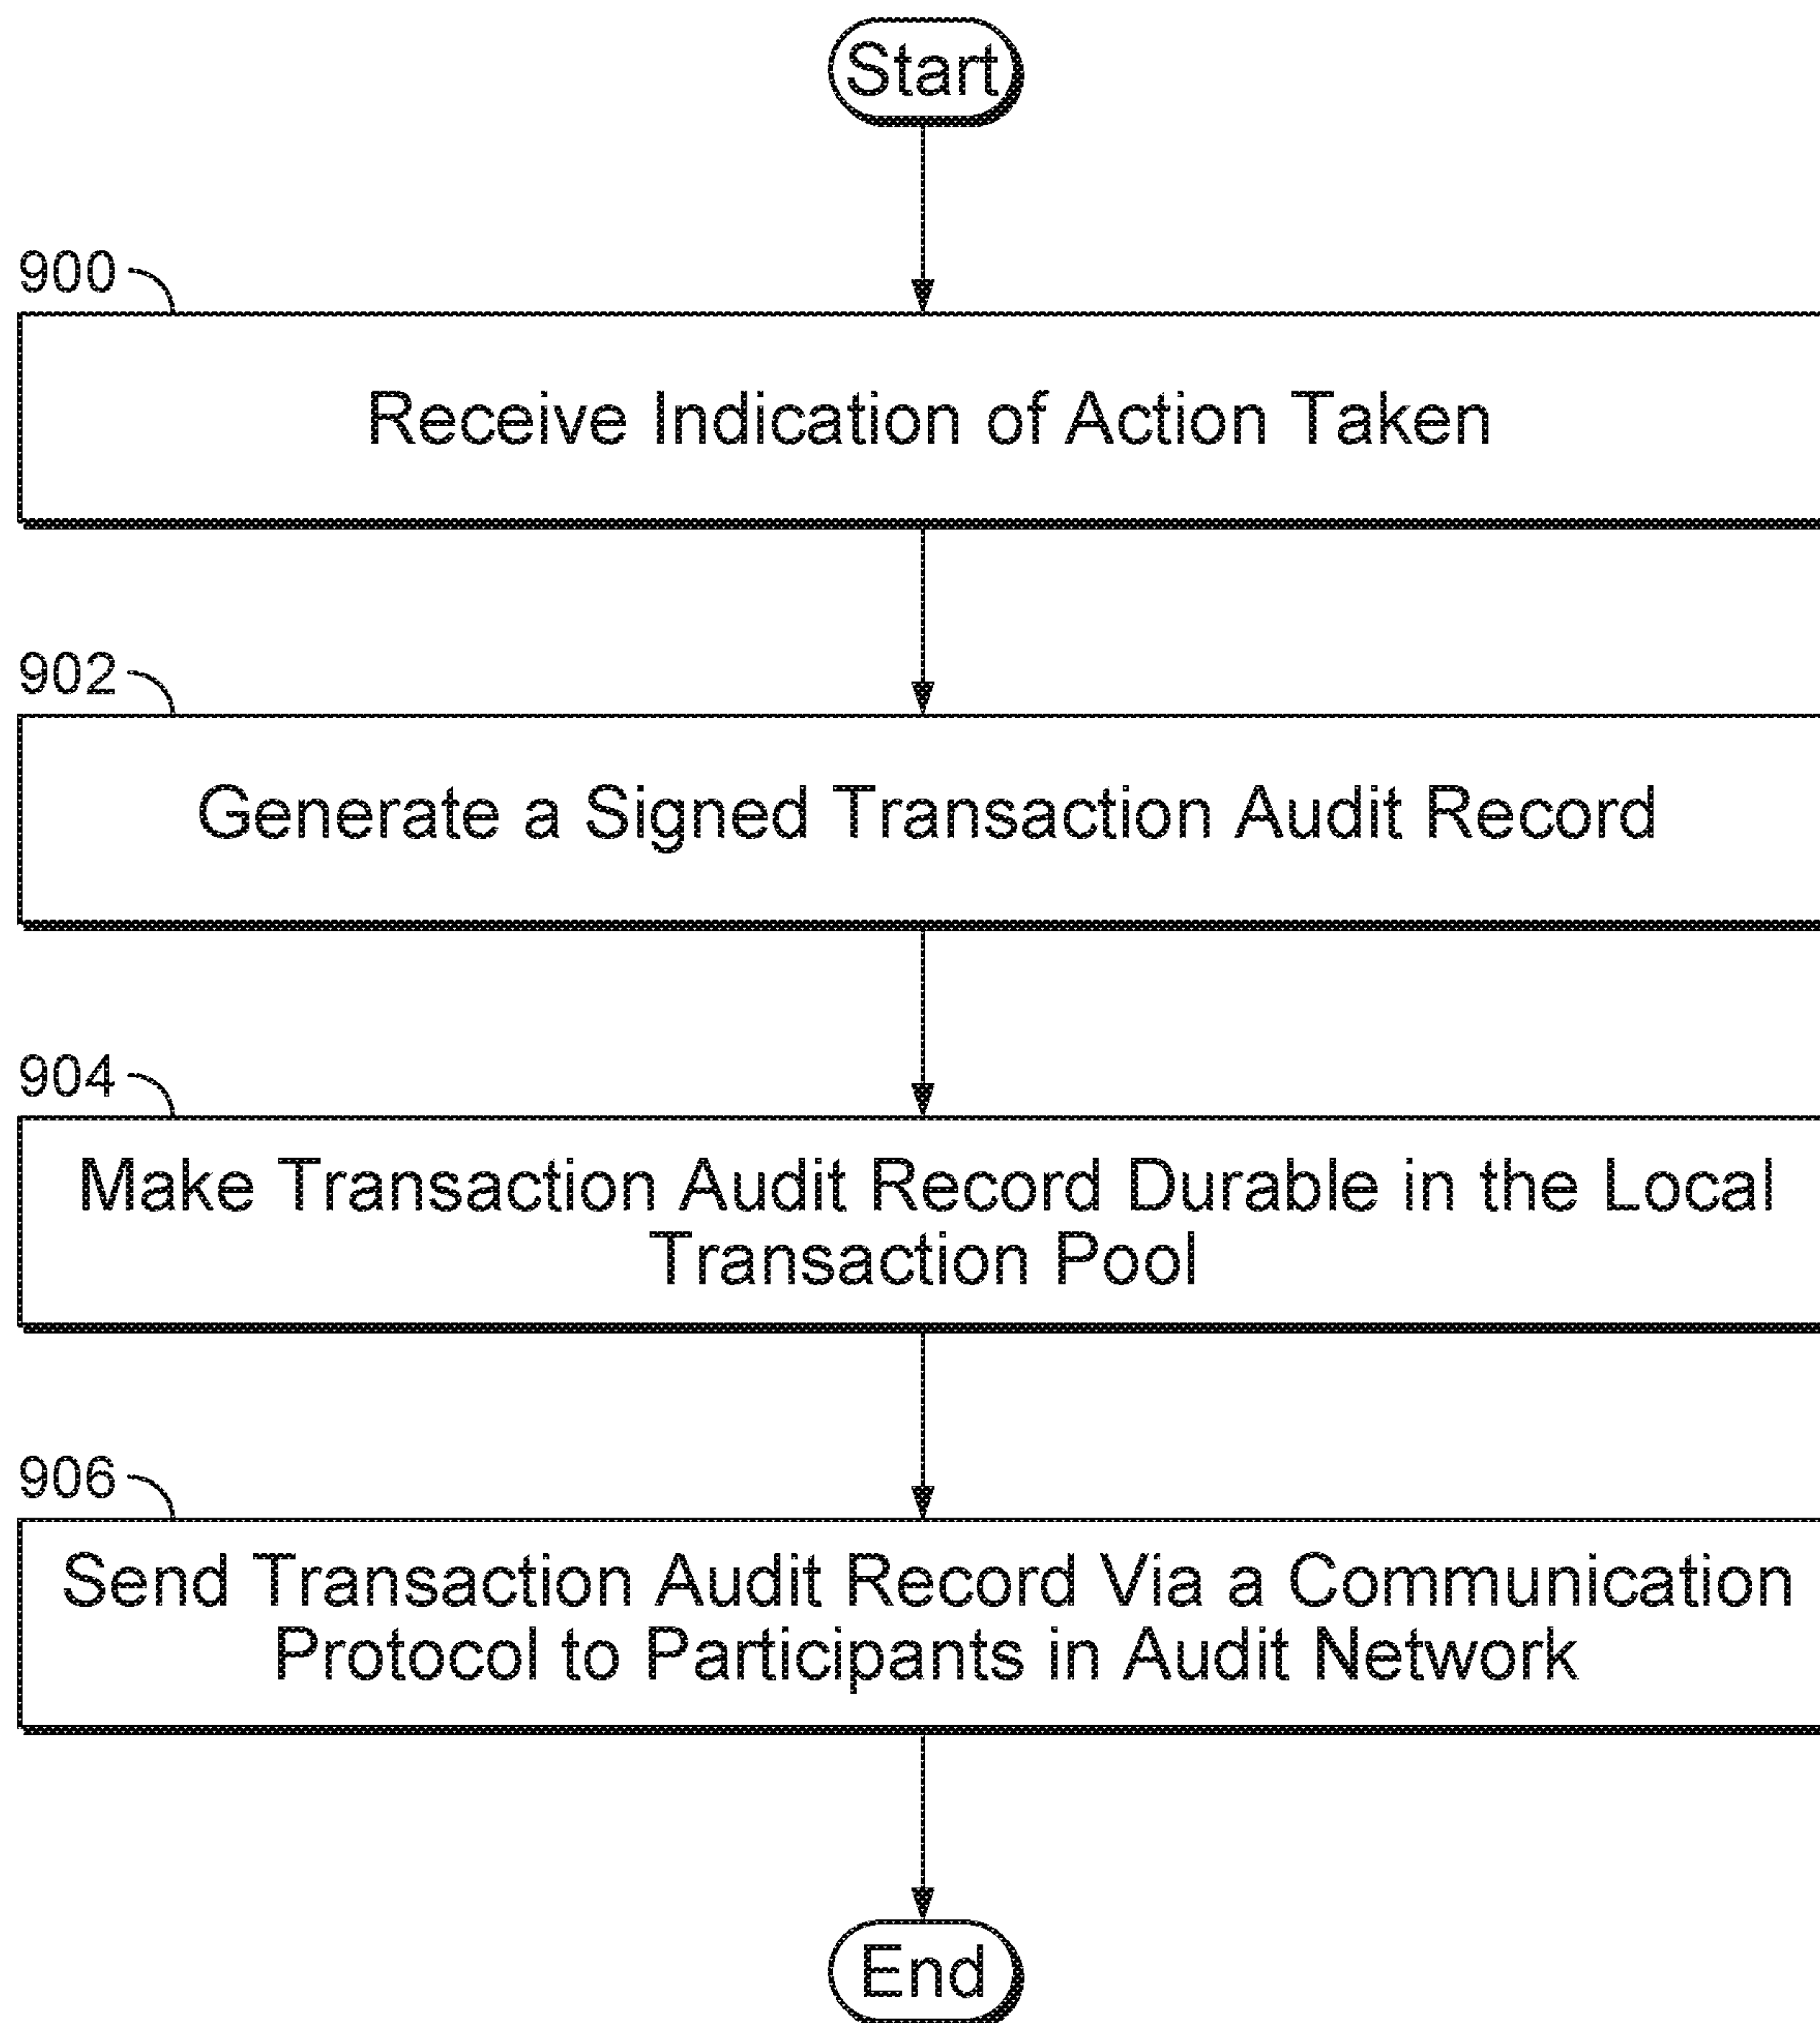 Start
900
Receive Indication of Action Taken
902
Generate a Signed Transaction Audit Record
904
Make Transaction Audit Record Durable in the Local
Transaction Pool
906
Send Transaction Audit Record Via a Communication
Protocol to Participants in Audit Network
End